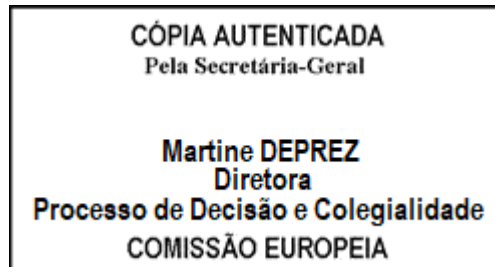 CÓPIA AUTENTICADA
Pela Secretária-Geral
Martine DEPREZ
Diretora
Processo de Decisão e Colegialidade
COMISSÃO EUROPEIA